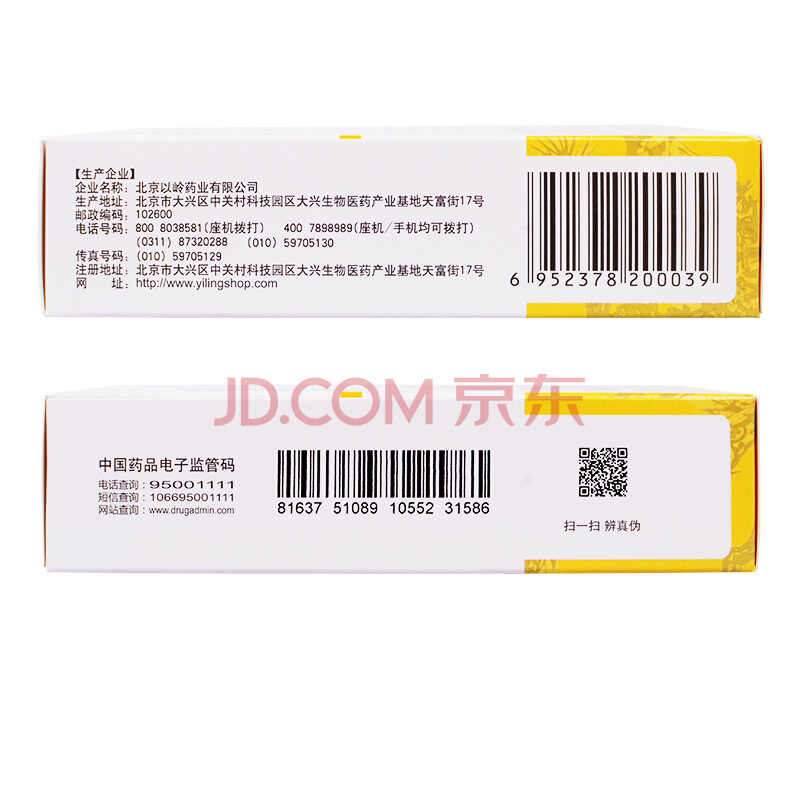 【生产企业】
企业名称：北京以岭药业有限公司
生产地址：北京市大兴区中关村科技园区大兴生物医药产业基地天富街17号
邮政编码：102600
电话号码：800 8038581(座机拨打) 400 7898989(座机／手机均可拨打)
(0311) 87320288 (010) 59705130
传真号码：(010) 59705129
注册地址：北京市大兴区中关村科技园区大兴生物医药产业基地天富街17号
网 址：http://www.yilingshop.com
6 952378 200039
JD.COM 京东
中国药品电子监管码
电话查询：95001111
短信查询：106695001111
网站查询：www.drugadmin.com
81637 51089 10552 31586
扫一扫 辨真伪